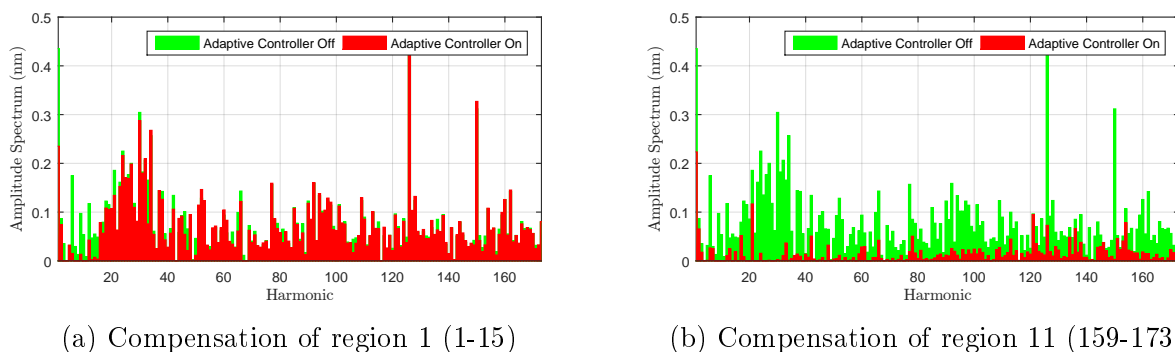 0.5
0.4
0.3
0.2
0.1
0
Amplitude Spectrum (nm)
Adaptive Controller Off
Adaptive Controller On
20 40 60 80 100 120 140 160
Harmonic
(a) Compensation of region 1 (1-15)
0.5
0.4
0.3
0.2
0.1
0
Amplitude Spectrum (nm)
Adaptive Controller Off
Adaptive Controller On
20 40 60 80 100 120 140 160
Harmonic
(b) Compensation of region 11 (159-173